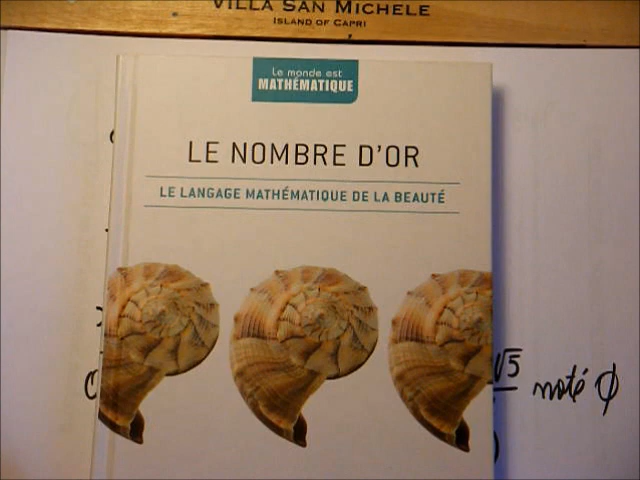 VILLA SAN MICHELE
ISLAND OF CAPRI
Le monde est
MATHÉMATIQUE
LE NOMBRE D'OR
LE LANGAGE MATHÉMATIQUE DE LA BEAUTÉ
√5 noté φ